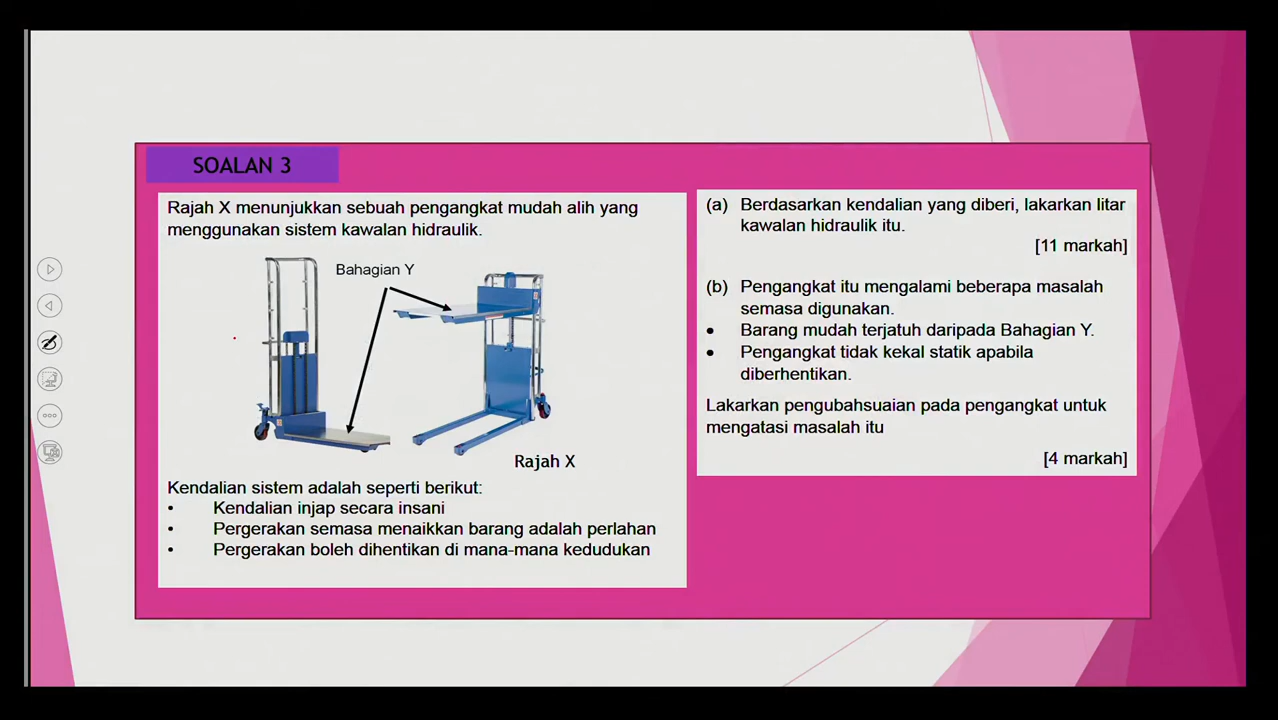 SOALAN 3
Rajah X menunjukkan sebuah pengangkat mudah alih yang
menggunakan sistem kawalan hidraulik.
Bahagian Y
Rajah X
Kendalian sistem adalah seperti berikut:
• Kendalian injap secara insani
• Pergerakan semasa menaikkan barang adalah perlahan
• Pergerakan boleh dihentikan di mana-mana kedudukan
(a) Berdasarkan kendalian yang diberi, lakarkan litar
kawalan hidraulik itu.
[11 markah]
(b) Pengangkat itu mengalami beberapa masalah
semasa digunakan.
• Barang mudah terjatuh daripada Bahagian Y.
• Pengangkat tidak kekal statik apabila
diberhentikan.
Lakarkan pengubahsuaian pada pengangkat untuk
mengatasi masalah itu
[4 markah]